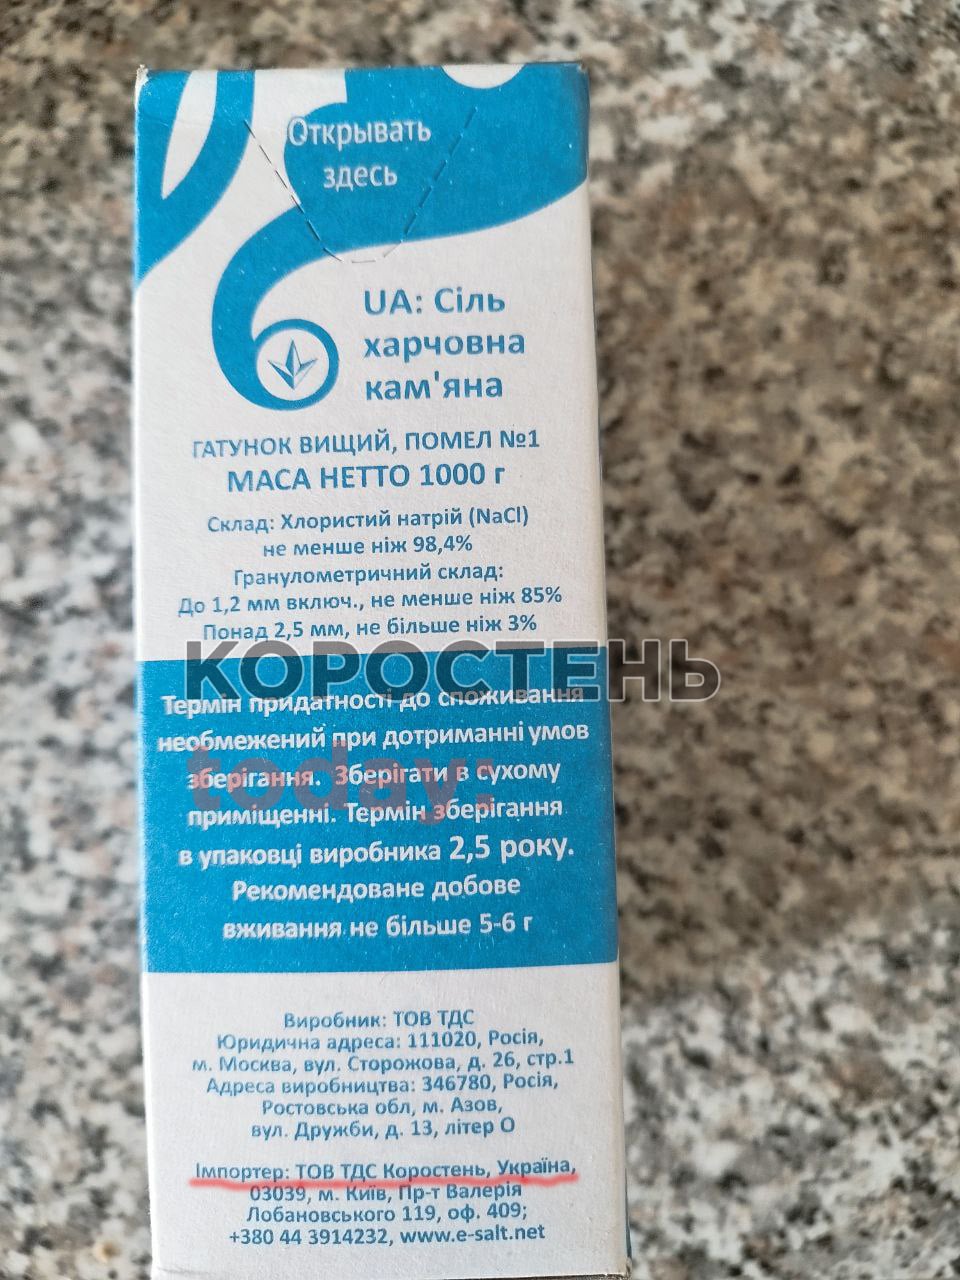 Открывать
здесь
UA: Сіль
харчовна
кам'яна
ГАТУНОК ВИЩИЙ, ПОМЕЛ №1
МАСА НЕТТО 1000 г
Склад: Хлористий натрій (NaCl)
не менше ніж 98,4%
Гранулометричний склад:
До 1,2 мм включ., не менше ніж 85%
Понад 2,5 мм, не більше ніж 3%
КОРОСТЕНЬ
today:
Термін придатності до споживання
необмежений при дотриманні умов
зберігання. Зберігати в сухому
приміщенні. Термін зберігання
в упаковці виробника 2,5 року.
Рекомендоване добове
вживання не більше 5-6 г
Виробник: ТОВ ТДС
Юридична адреса: 111020, Росія,
м. Москва, вул. Сторожова, д. 26, стр.1
Адреса виробництва: 346780, Росія,
Ростовська обл, м. Азов,
вул. Дружби, д. 13, літер О
Імпортер: ТОВ ТДС Коростень, Україна,
03039, м. Київ, Пр-т Валерія
Лобановського 119, оф. 409;
+380 44 3914232, www.e-salt.net